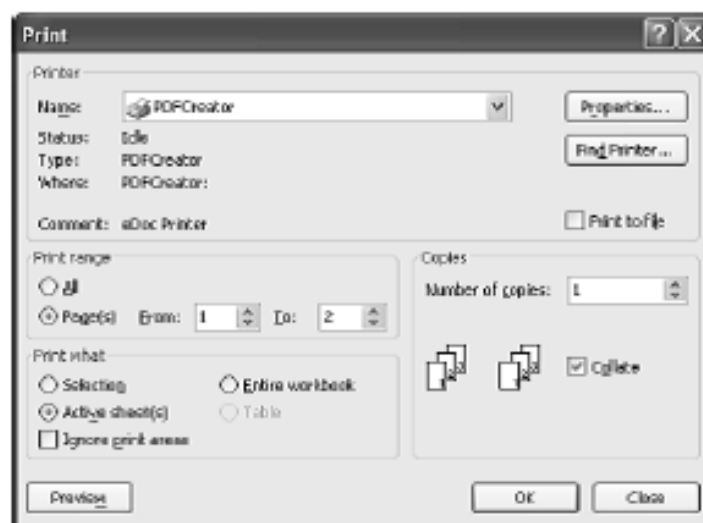 Print
Printer
Name: PDFCreator Properties...
Status: Idle
Type: PDFCreator Find Printer...
Where: PDFCreator:
Comment: eDoc Printer Print to file
Print range
All
Page(s) From: 1 To: 2
Copies
Number of copies: 1
Collate
Print what
Selection Entire workbook
Active sheet(s) Table
Ignore print areas
Preview OK Close